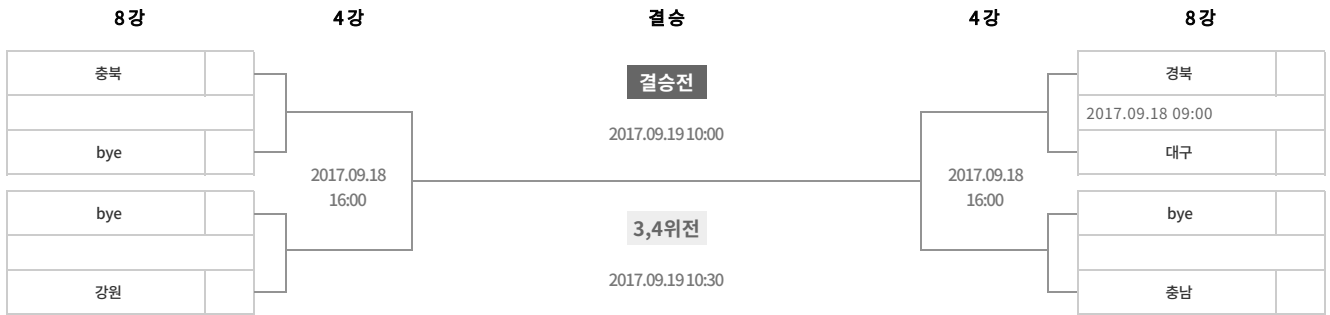 8강
4강
결승
4강
8강
충북
bye
bye
강원
2017.09.18
16:00
결승전
2017.09.19 10:00
3,4위전
2017.09.19 10:30
2017.09.18
16:00
경북
2017.09.18 09:00
대구
bye
충남